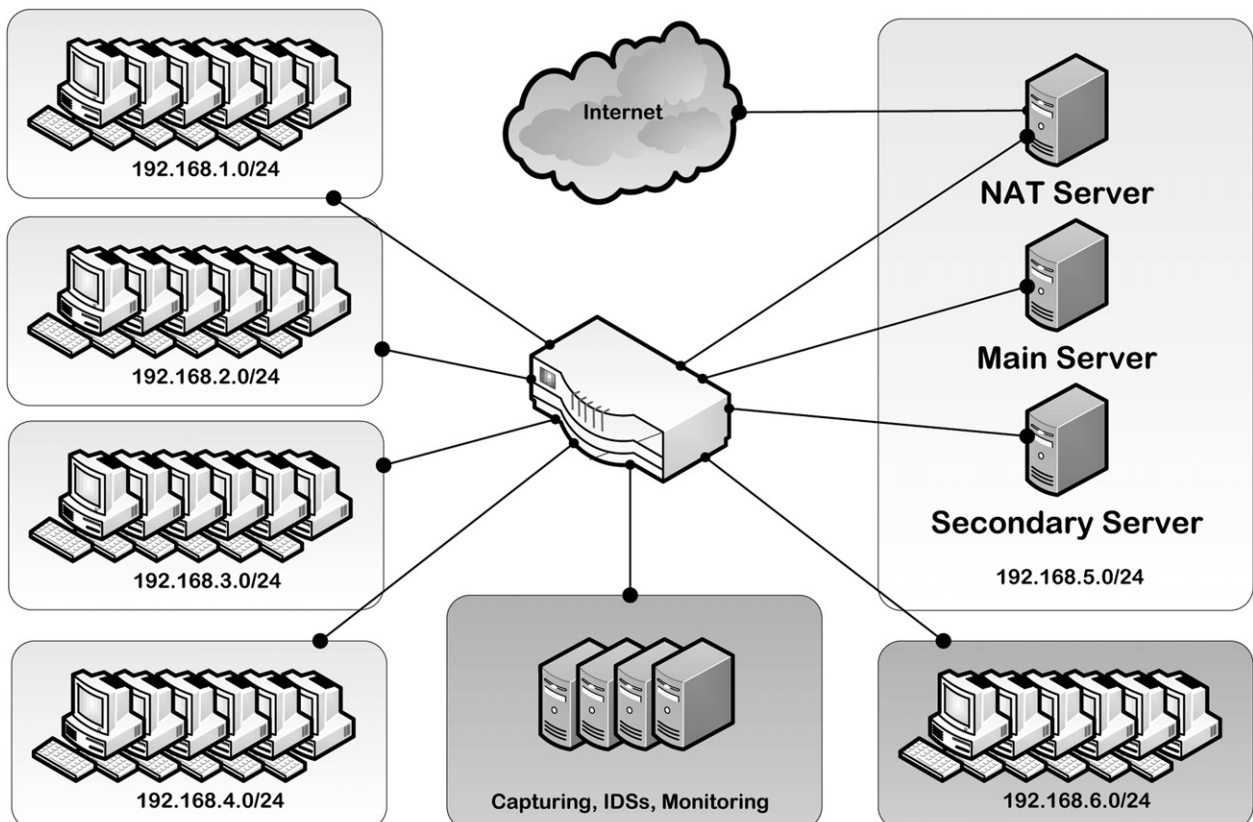 192.168.1.0/24
Internet
NAT Server
192.168.2.0/24
Main Server
192.168.3.0/24
Secondary Server
192.168.5.0/24
192.168.4.0/24
Capturing, IDSs, Monitoring
192.168.6.0/24